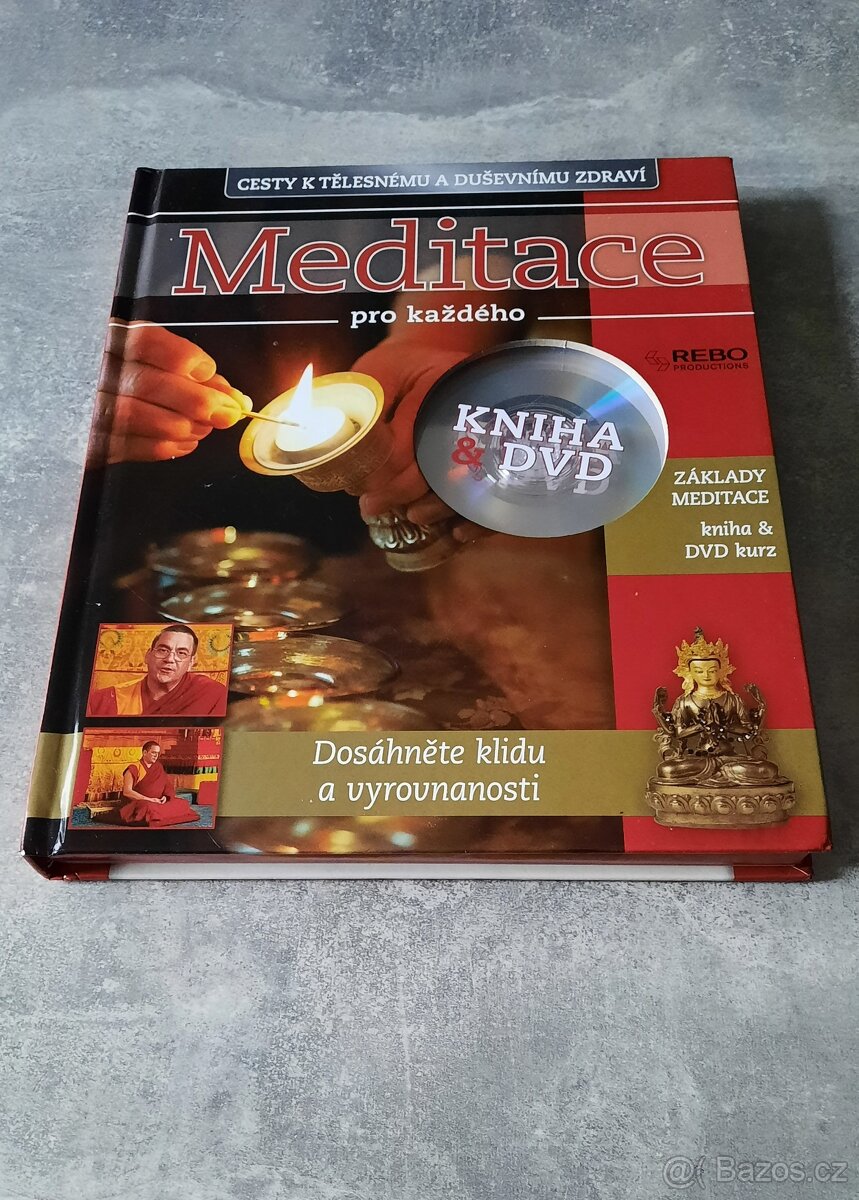 CESTY K TĚLESNÉMU A DUŠEVNÍMU ZDRAVÍ
Meditace
pro každého
REBO
PRODUCTIONS
KNIHA
& DVD
ZÁKLADY
MEDITACE
kniha &
DVD kurz
Dosáhněte klidu
a vyrovnanosti
Bazos.cz